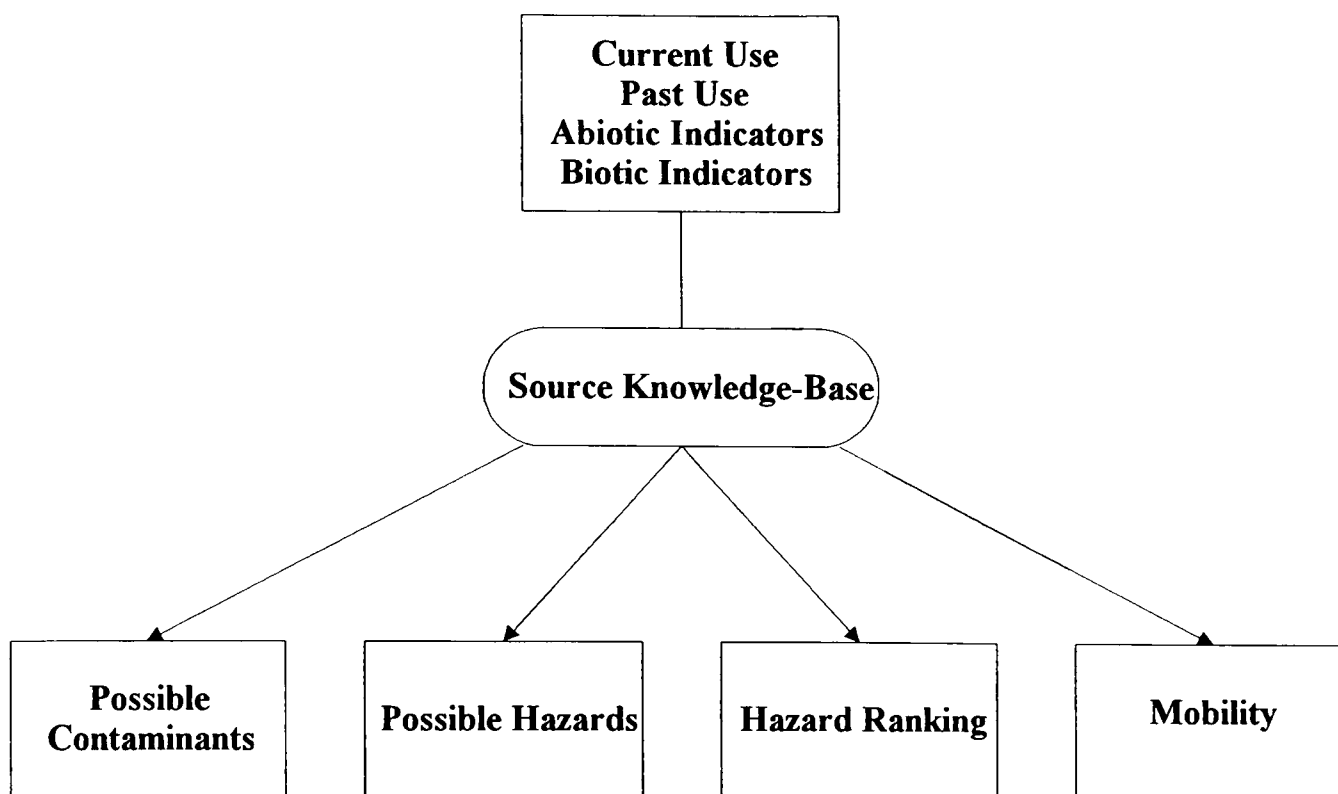 Current Use
Past Use
Abiotic Indicators
Biotic Indicators
Source Knowledge-Base
Possible
Contaminants
Possible Hazards
Hazard Ranking
Mobility